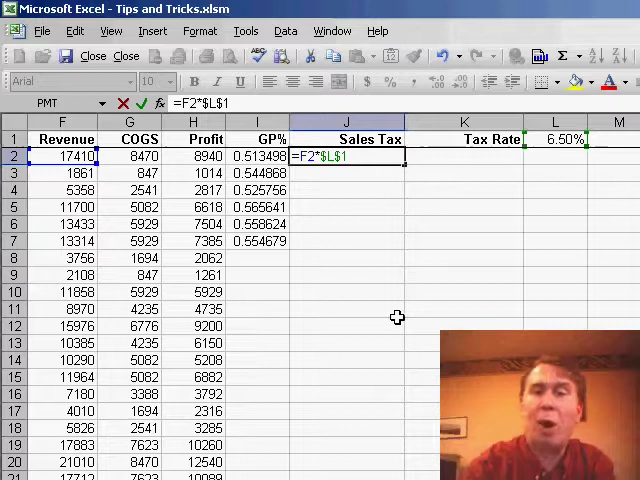 Microsoft Excel - Tips and Tricks.xlsm
File Edit View Insert Format Tools Data Window Help
Close Close
Arial 10 B I U $ %
PMT =F2*$L$1
F G H I J K L M
1 Revenue COGS Profit GP% Sales Tax Tax Rate 6.50%
2 17410 8470 8940 0.513498 =F2*$L$1
3 1861 847 1014 0.544868
4 5358 2541 2817 0.525756
5 11700 5082 6618 0.565641
6 13433 5929 7504 0.558624
7 13314 5929 7385 0.554679
8 3756 1694 2062
9 2108 847 1261
10 11858 5929 5929
11 8970 4235 4735
12 15976 6776 9200
13 10385 4235 6150
14 10290 5082 5208
15 11964 5082 6882
16 7180 3388 3792
17 4010 1694 2316
18 5826 2541 3285
19 17883 7623 10260
20 21010 8470 12540
21 17712 7623 10089